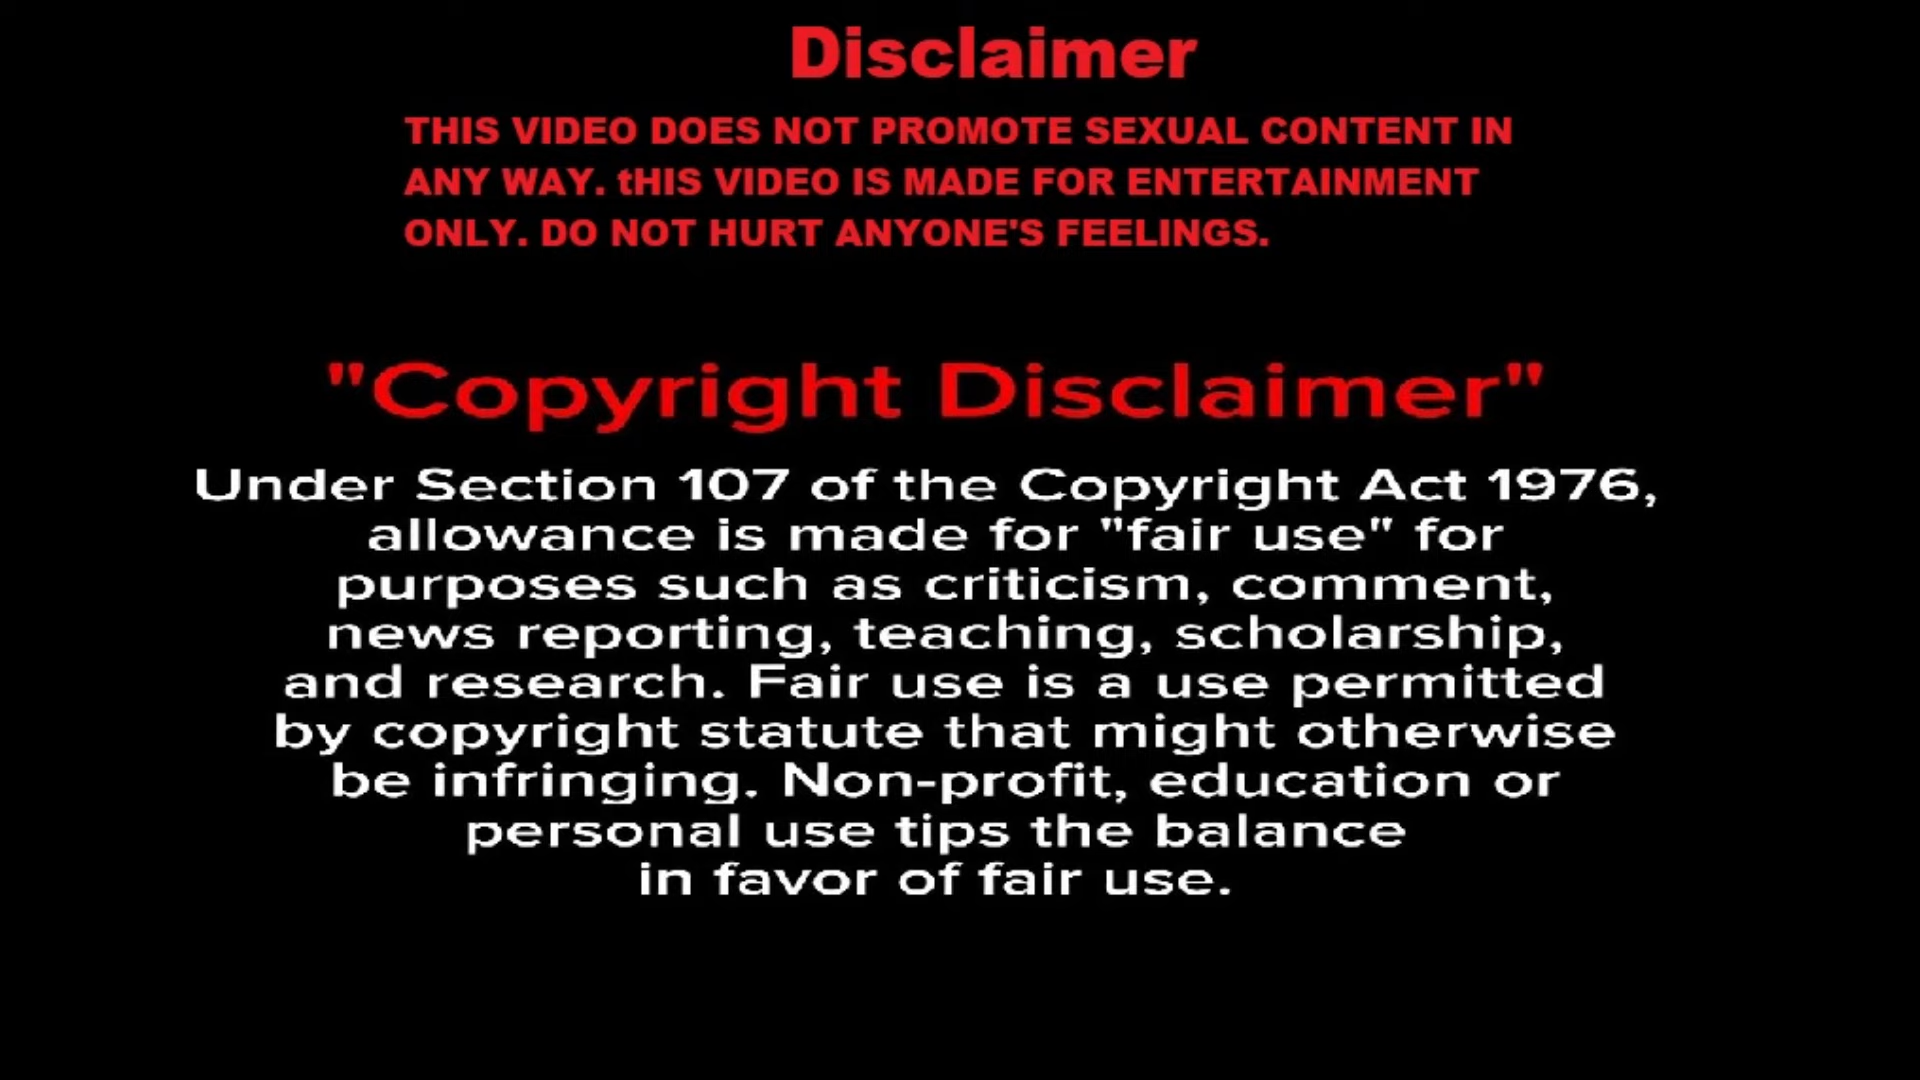 Disclaimer
THIS VIDEO DOES NOT PROMOTE SEXUAL CONTENT IN
ANY WAY. tHIS VIDEO IS MADE FOR ENTERTAINMENT
ONLY. DO NOT HURT ANYONE'S FEELINGS.
"Copyright Disclaimer"
Under Section 107 of the Copyright Act 1976,
allowance is made for "fair use" for
purposes such as criticism, comment,
news reporting, teaching, scholarship,
and research. Fair use is a use permitted
by copyright statute that might otherwise
be infringing. Non-profit, education or
personal use tips the balance
in favor of fair use.